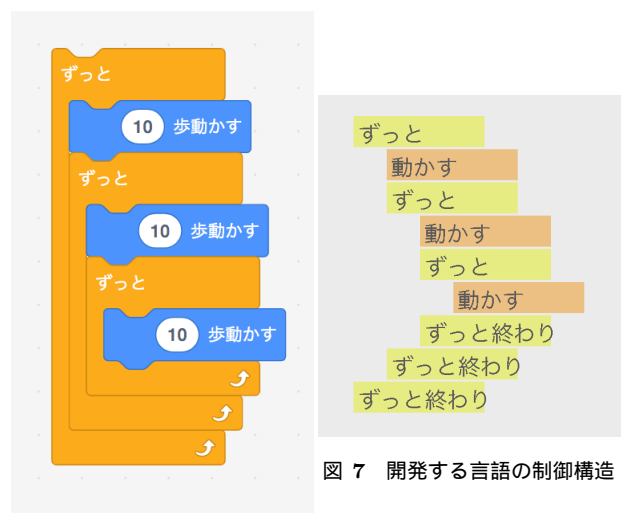 ずっと
10 歩動かす
ずっと
10 歩動かす
ずっと
10 歩動かす
ずっと
動かす
ずっと
動かす
ずっと
動かす
ずっと終わり
ずっと終わり
ずっと終わり
図 7 開発する言語の制御構造